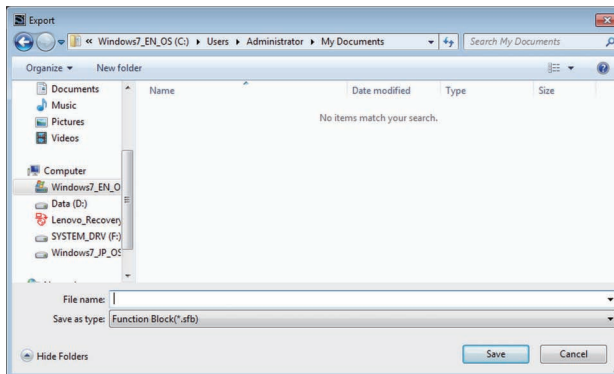 Export
« Windows7_EN_OS (C:) ▸ Users ▸ Administrator ▸ My Documents
Search My Documents
Organize
New folder
Documents
Music
Pictures
Videos
Computer
Windows7_EN_O
Data (D:)
Lenovo_Recovery
SYSTEM_DRV (F:)
Windows7_JP_OS
Name
Date modified
Type
Size
No items match your search.
File name:
Save as type: Function Block(*.sfb)
Hide Folders
Save
Cancel